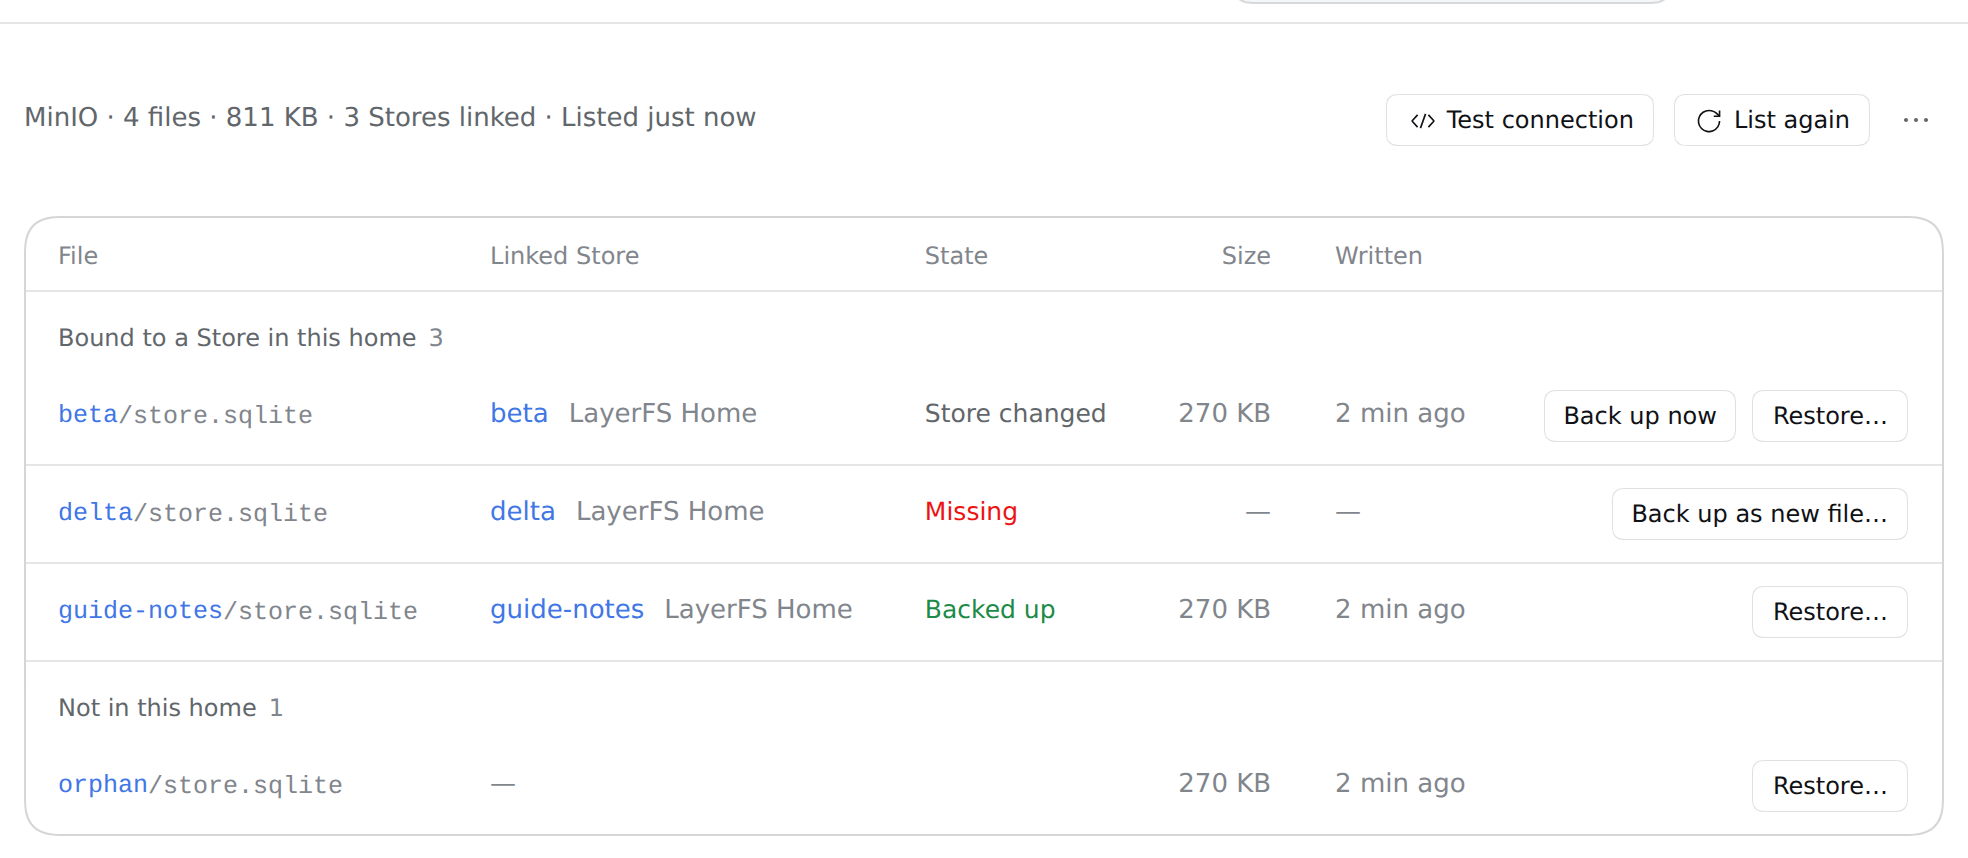 MinIO · 4 files · 811 KB · 3 Stores linked · Listed just now
</> Test connection
List again
···
File Linked Store State Size Written
Bound to a Store in this home 3
beta/store.sqlite beta LayerFS Home Store changed 270 KB 2 min ago Back up now Restore...
delta/store.sqlite delta LayerFS Home Missing — — Back up as new file...
guide-notes/store.sqlite guide-notes LayerFS Home Backed up 270 KB 2 min ago Restore...
Not in this home 1
orphan/store.sqlite — 270 KB 2 min ago Restore...